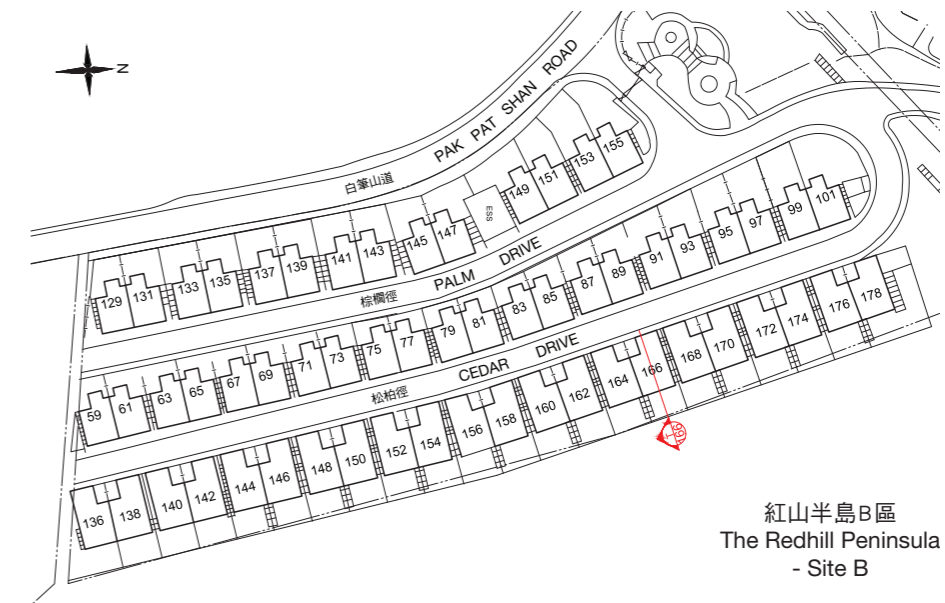 N
PAK PAT SHAN ROAD
白筆山道
149 151 153 155
ESS
129 131 133 135 137 139 141 143 145 147
PALM DRIVE
棕櫚徑
59 61 63 65 67 69 71 73 75 77 79 81 83 85 87 89 91 93 95 97 99 101
CEDAR DRIVE
松柏徑
136 138 140 142 144 146 148 150 152 154 156 158 160 162 164 166 168 170 172 174 176 178
紅山半島B區
The Redhill Peninsula
- Site B